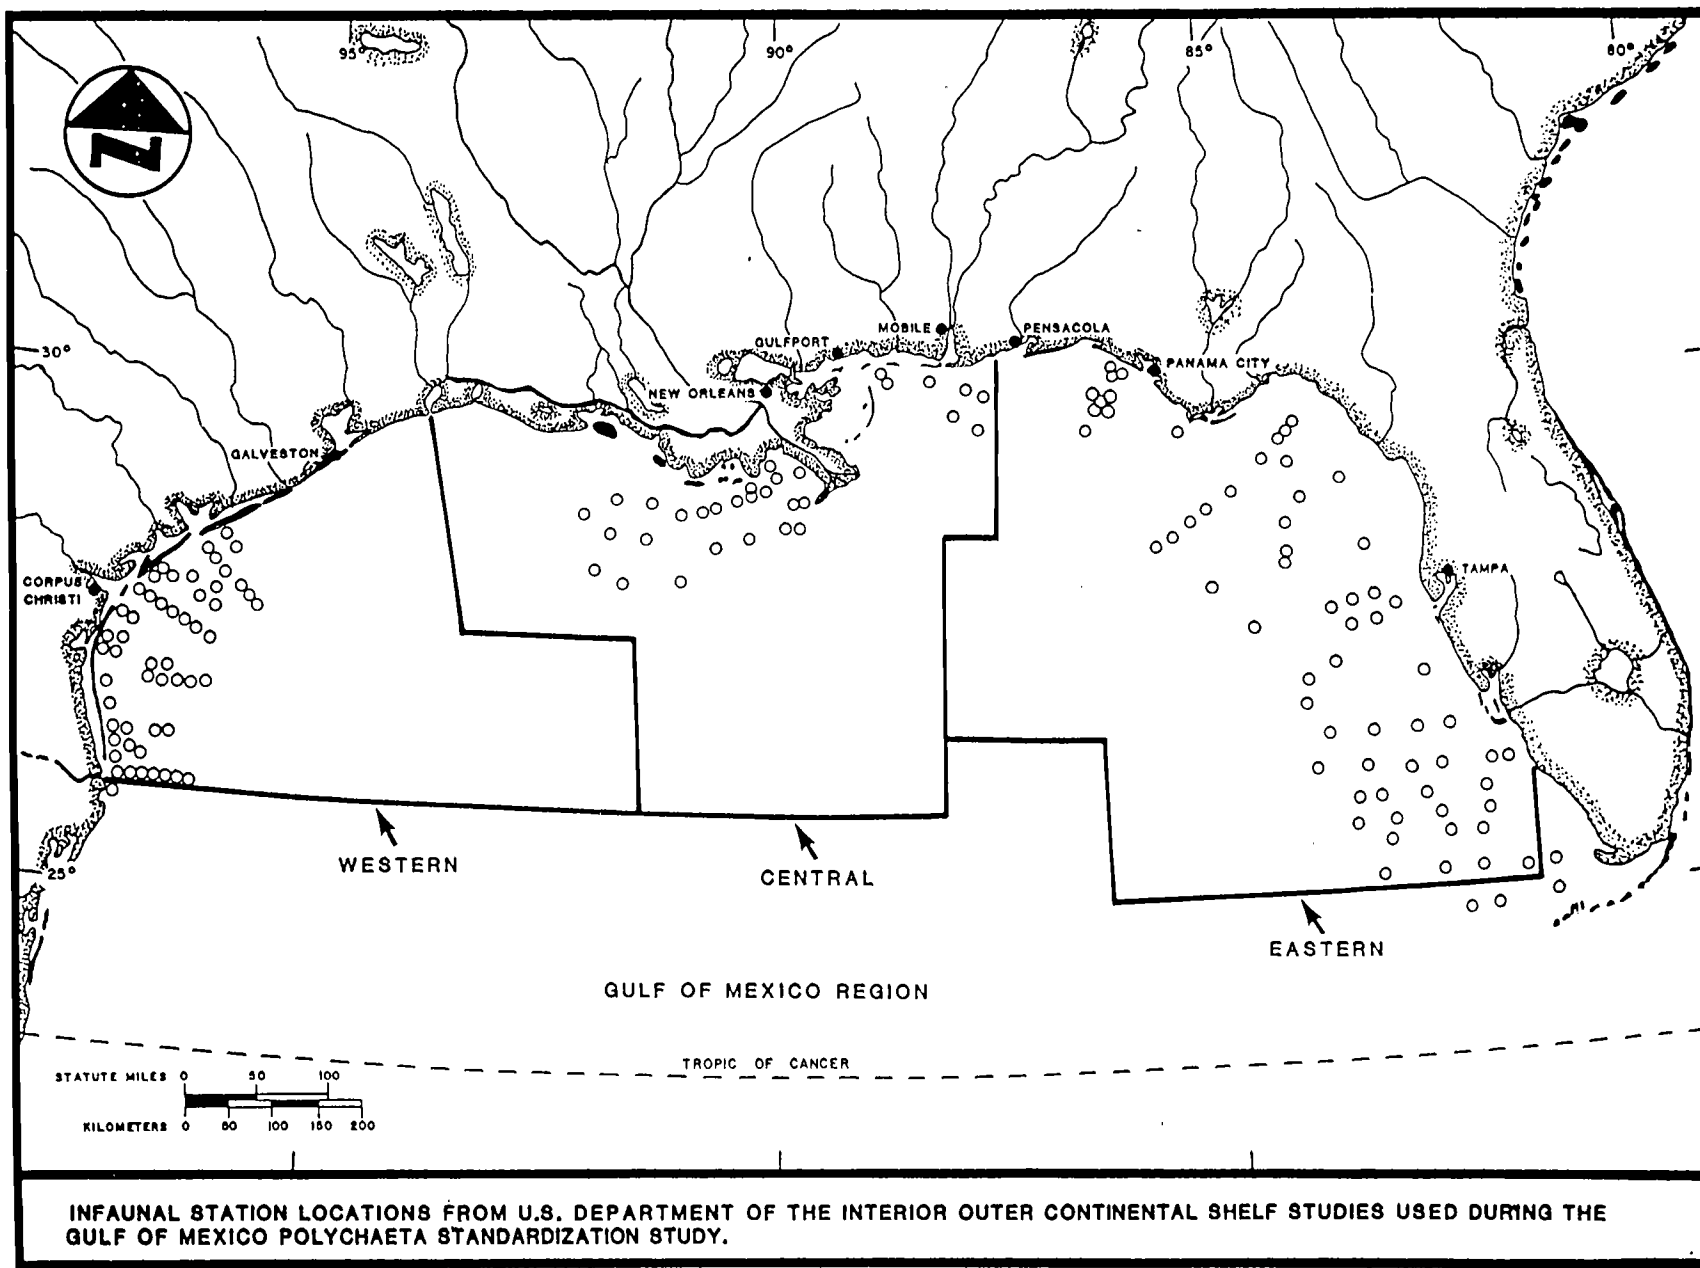 95°
90°
85°
80°
N
MOBILE
PENSACOLA
GULFPORT
30°
PANAMA CITY
NEW ORLEANS
GALVESTON
TAMPA
CORPUS
CHRISTI
WESTERN
25°
CENTRAL
EASTERN
GULF OF MEXICO REGION
TROPIC OF CANCER
STATUTE MILES 0 50 100
KILOMETERS 0 50 100 150 200
INFAUNAL STATION LOCATIONS FROM U.S. DEPARTMENT OF THE INTERIOR OUTER CONTINENTAL SHELF STUDIES USED DURING THE
GULF OF MEXICO POLYCHAETA STANDARDIZATION STUDY.